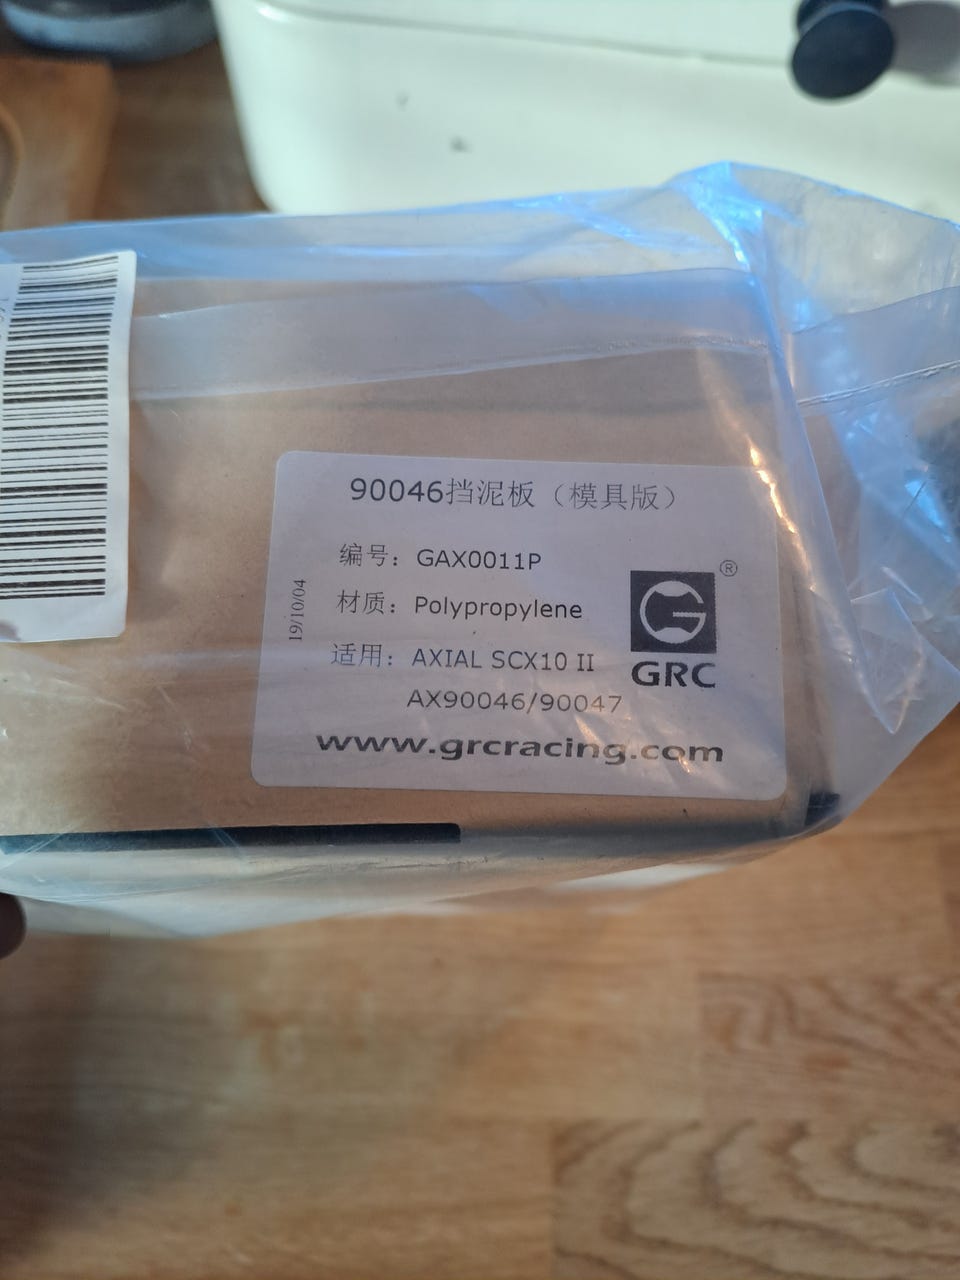 90046挡泥板（模具版）
编号：GAX0011P
材质：Polypropylene
适用：AXIAL SCX10 II
AX90046/90047
www.grcracing.com
19/10/04
®
GRC